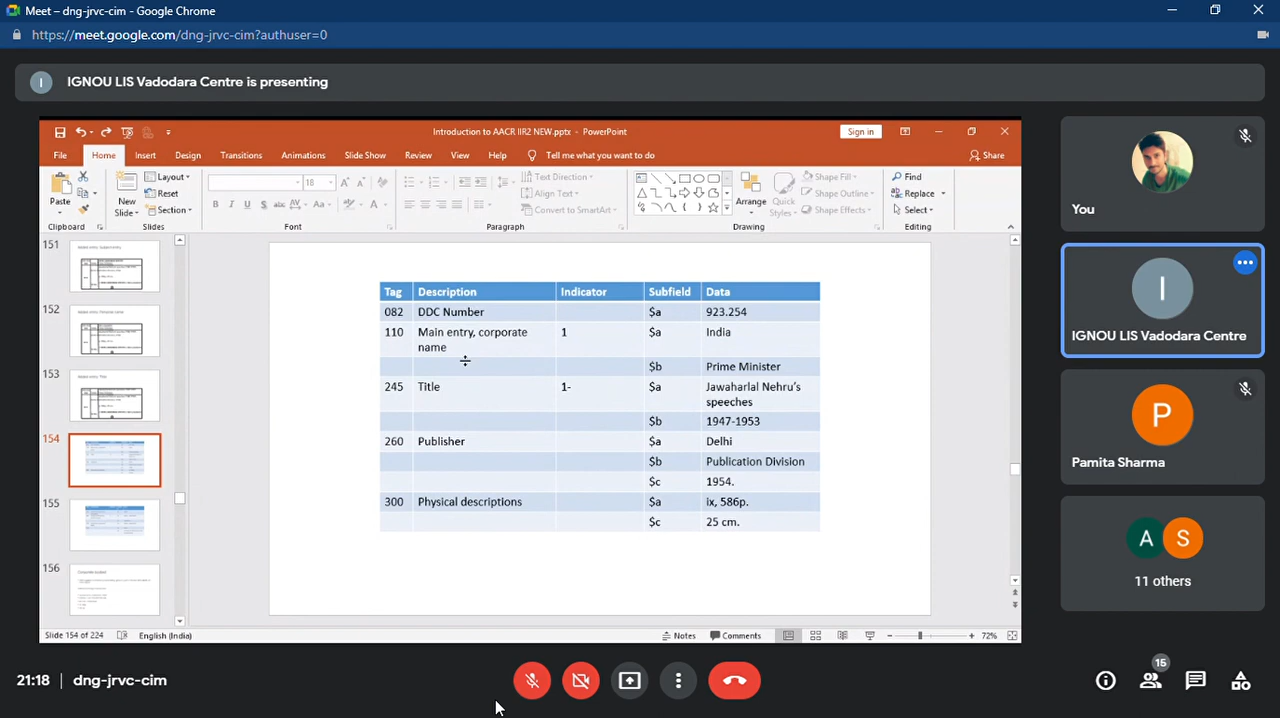 Meet – dng-jrvc-cim - Google Chrome
https://meet.google.com/dng-jrvc-cim?authuser=0
I IGNOU LIS Vadodara Centre is presenting
Introduction to AACR IIR2 NEW.pptx - PowerPoint
Sign in
File Home Insert Design Transitions Animations Slide Show Review View Help Tell me what you want to do Share
Paste
Clipboard
New Slide
Layout
Reset
Section
Slides
18
Font
Text Direction
Align Text
Convert to SmartArt
Paragraph
Arrange
Quick Styles
Shape Fill
Shape Outline
Shape Effects
Drawing
Find
Replace
Select
Editing
151
152
153
154
155
156
Tag Description Indicator Subfield Data
082 DDC Number $a 923.254
110 Main entry, corporate name 1 $a India
$b Prime Minister
245 Title 1- $a Jawaharlal Nehru's speeches
$b 1947-1953
260 Publisher $a Delhi
$b Publication Division
$c 1954.
300 Physical descriptions $a ix, 586p.
$c 25 cm.
Slide 154 of 224 English (India) Notes Comments 72%
You
I
IGNOU LIS Vadodara Centre
P
Pamita Sharma
A S
11 others
21:18 | dng-jrvc-cim
15